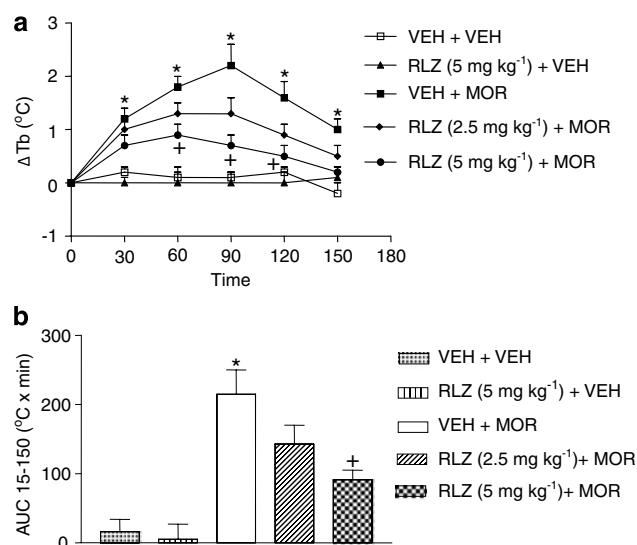 a
3
2
1
0
-1
Δ Tb (°C)
* * * * *
+ + +
0 30 60 90 120 150 180
Time
VEH + VEH
RLZ (5 mg kg⁻¹) + VEH
VEH + MOR
RLZ (2.5 mg kg⁻¹) + MOR
RLZ (5 mg kg⁻¹) + MOR
b
300
200
100
0
AUC 15-150 (°C x min)
*
+
VEH + VEH
RLZ (5 mg kg⁻¹) + VEH
VEH + MOR
RLZ (2.5 mg kg⁻¹)+ MOR
RLZ (5 mg kg⁻¹)+ MOR